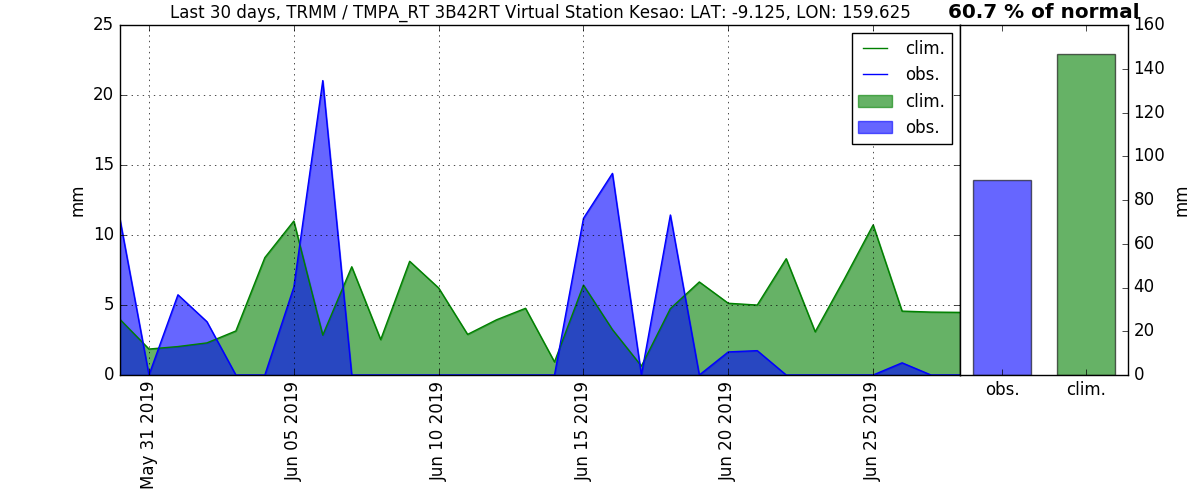 Last 30 days, TRMM / TMPA_RT 3B42RT Virtual Station Kesao: LAT: -9.125, LON: 159.625
60.7 % of normal
25
20
15
10
5
0
mm
clim.
obs.
clim.
obs.
May 31 2019
Jun 05 2019
Jun 10 2019
Jun 15 2019
Jun 20 2019
Jun 25 2019
160
140
120
100
80
60
40
20
0
mm
obs.
clim.